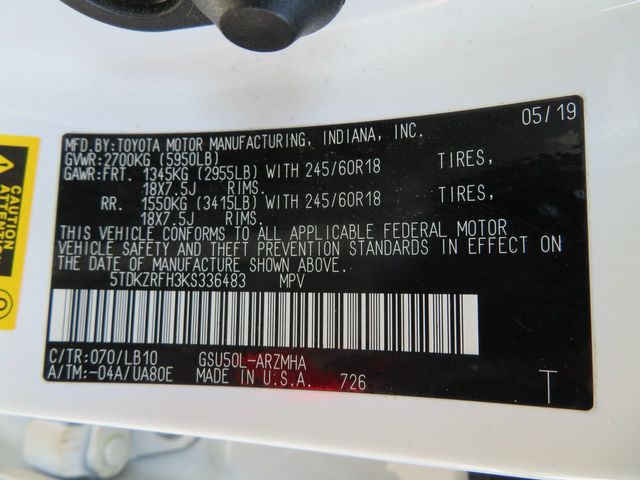 05/19
MFD. BY: TOYOTA MOTOR MANUFACTURING, INDIANA, INC.
GVWR: 2700KG (5950LB)
GAWR: FRT. 1345KG (2955LB) WITH 245/60R18 TIRES,
18X7.5J RIMS.
RR. 1550KG (3415LB) WITH 245/60R18 TIRES,
18X7.5J RIMS.
THIS VEHICLE CONFORMS TO ALL APPLICABLE FEDERAL MOTOR
VEHICLE SAFETY AND THEFT PREVENTION STANDARDS IN EFFECT ON
THE DATE OF MANUFACTURE SHOWN ABOVE.
5TDKZRFH3KS336483 MPV
C/TR: 070/LB10 GSU50L-ARZMHA
A/TM: -04A/UA80E MADE IN U.S.A. 726
T
CAUTION
ATTENTION